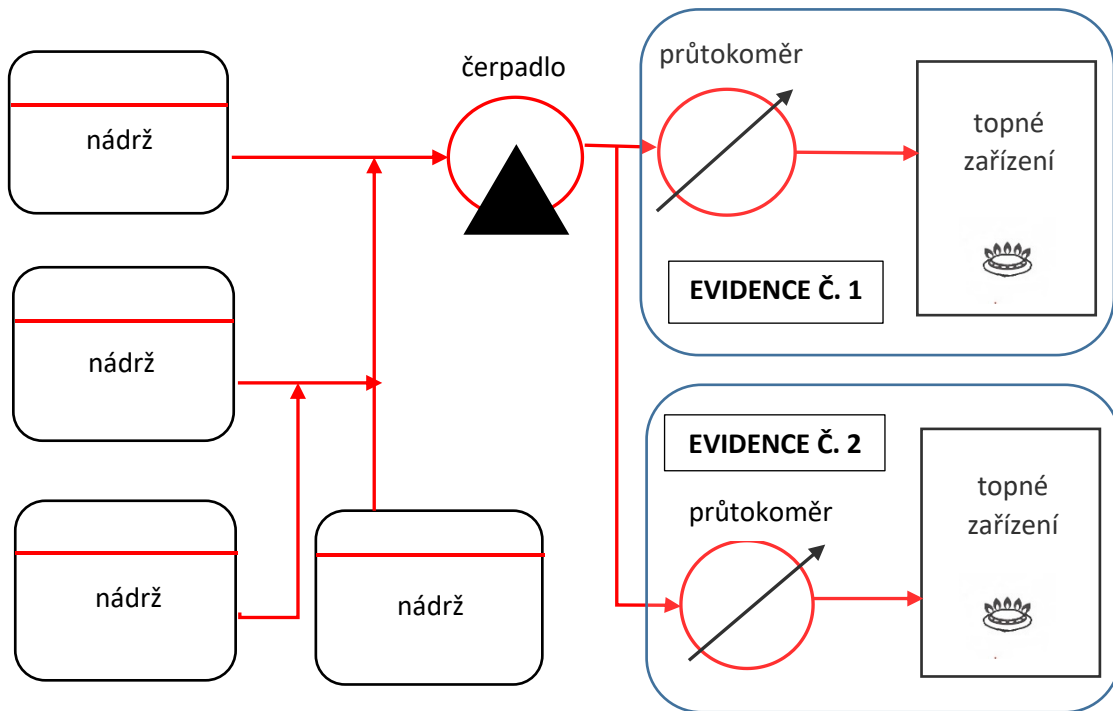 čerpadlo
průtokoměr
nádrž
topné
zařízení
EVIDENCE Č. 1
nádrž
EVIDENCE Č. 2
topné
zařízení
průtokoměr
nádrž
nádrž